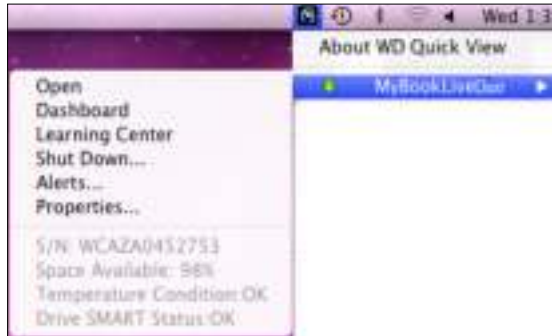 Wed 1:3
About WD Quick View
MyBookLiveDuo
Open
Dashboard
Learning Center
Shut Down...
Alerts...
Properties...
S/N: WCAZA0452753
Space Available: 98%
Temperature Condition:OK
Drive SMART Status:OK